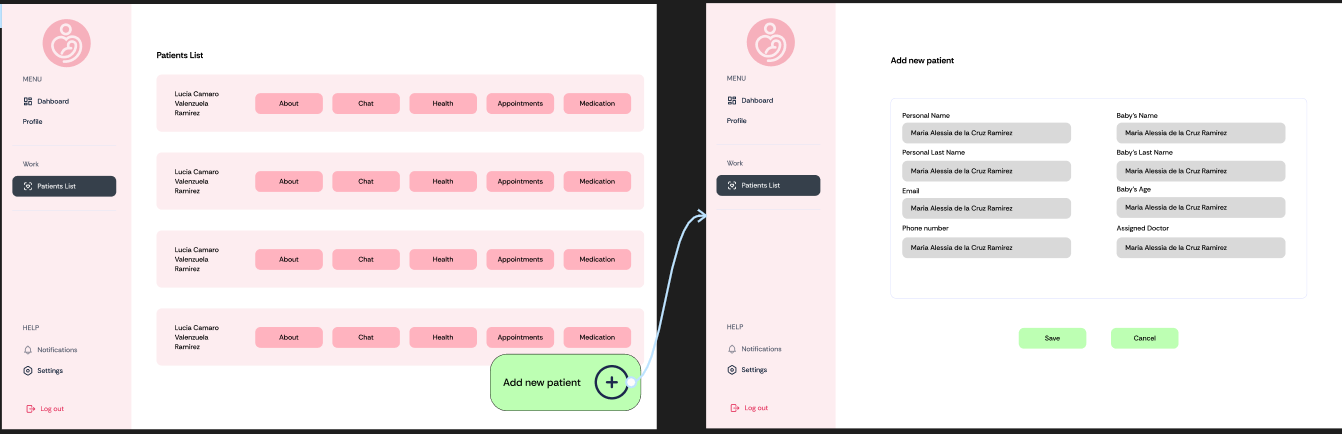 MENU
Dahboard
Profile
Work
Patients List
HELP
Notifications
Settings
Log out
Patients List
Lucía Camaro
Valenzuela
Ramirez
About
Chat
Health
Appointments
Medication
Lucía Camaro
Valenzuela
Ramirez
About
Chat
Health
Appointments
Medication
Lucía Camaro
Valenzuela
Ramirez
About
Chat
Health
Appointments
Medication
Lucía Camaro
Valenzuela
Ramirez
About
Chat
Health
Appointments
Medication
Add new patient
MENU
Dahboard
Profile
Work
Patients List
HELP
Notifications
Settings
Log out
Add new patient
Personal Name
Maria Alessia de la Cruz Ramirez
Personal Last Name
Maria Alessia de la Cruz Ramirez
Email
Maria Alessia de la Cruz Ramirez
Phone number
Maria Alessia de la Cruz Ramirez
Baby's Name
Maria Alessia de la Cruz Ramirez
Baby's Last Name
Maria Alessia de la Cruz Ramirez
Baby's Age
Maria Alessia de la Cruz Ramirez
Assigned Doctor
Maria Alessia de la Cruz Ramirez
Save
Cancel